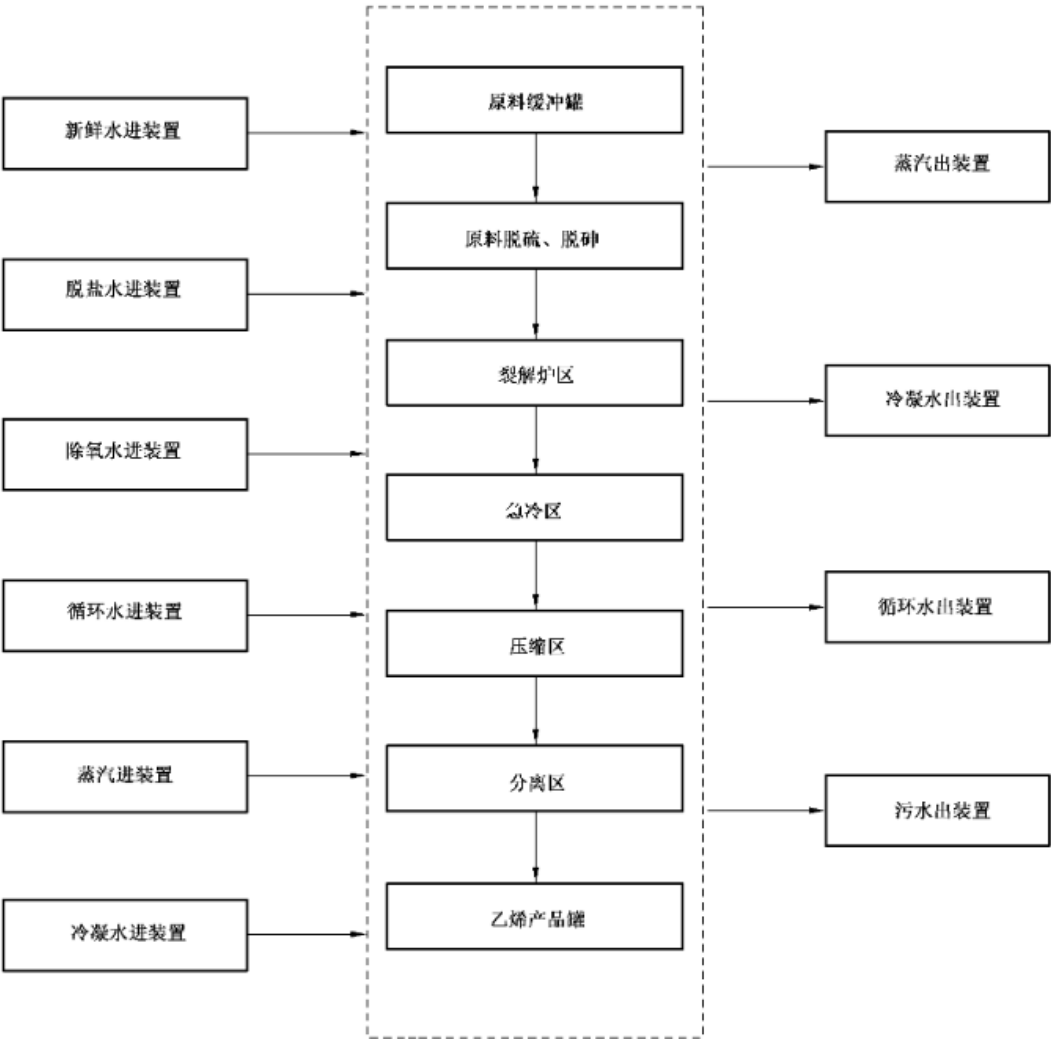 新鲜水进装置
脱盐水进装置
除氧水进装置
循环水进装置
蒸汽进装置
冷凝水进装置
原料缓冲罐
原料脱硫、脱砷
裂解炉区
急冷区
压缩区
分离区
乙烯产品罐
蒸汽出装置
冷凝水出装置
循环水出装置
污水出装置